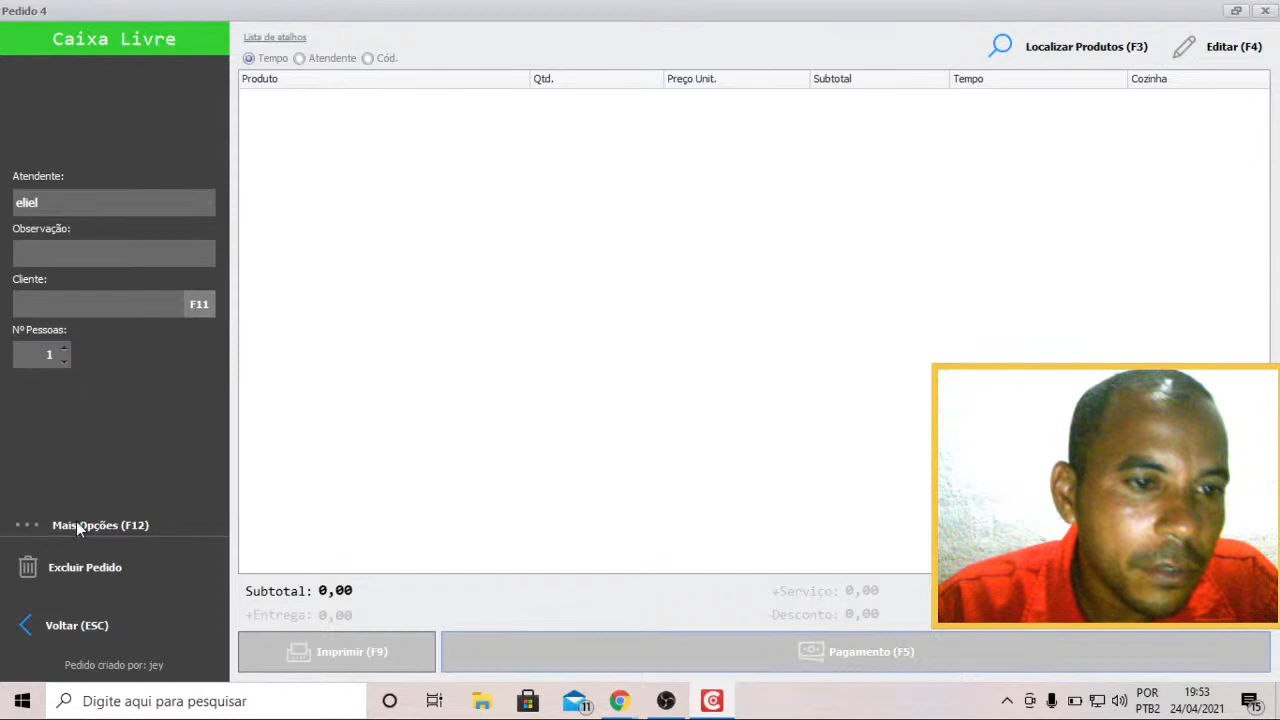 Pedido 4
Caixa Livre
Atendente:
eliel
Observação:
Cliente:
F11
Nº Pessoas:
1
Mais Opções (F12)
Excluir Pedido
Voltar (ESC)
Pedido criado por: jey
Lista de atalhos
Tempo Atendente Cód.
Localizar Produtos (F3) Editar (F4)
Produto Qtd. Preço Unit. Subtotal Tempo Cozinha
Subtotal: 0,00 +Serviço: 0,00
+Entrega: 0,00 -Desconto: 0,00
Imprimir (F9) Pagamento (F5)
Digite aqui para pesquisar
11
POR
PTB2
19:53
24/04/2021
15